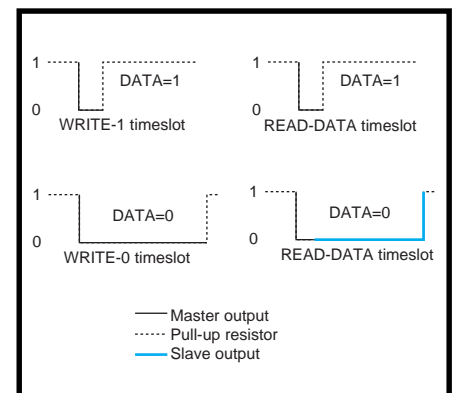 1
DATA=1
0
WRITE-1 timeslot
1
DATA=1
0
READ-DATA timeslot
1
DATA=0
0
WRITE-0 timeslot
1
DATA=0
0
READ-DATA timeslot
Master output
Pull-up resistor
Slave output